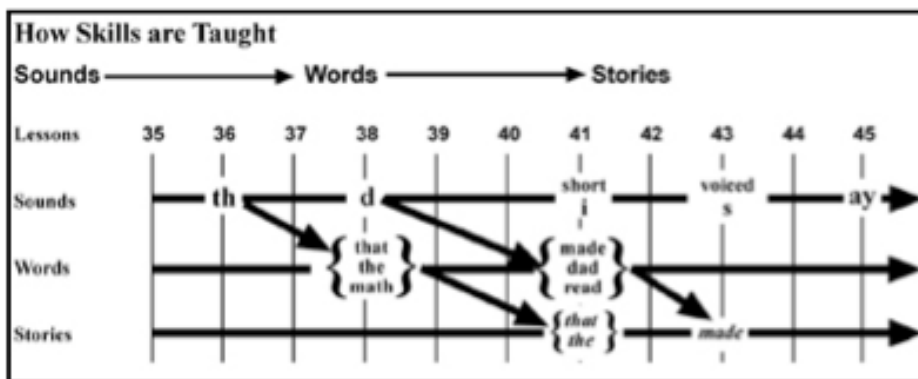 How Skills are Taught
Sounds Words Stories
Lessons 35 36 37 38 39 40 41 42 43 44 45
short voiced
Sounds th d i s ay
that made
Words the dad
math read
that
Stories the made